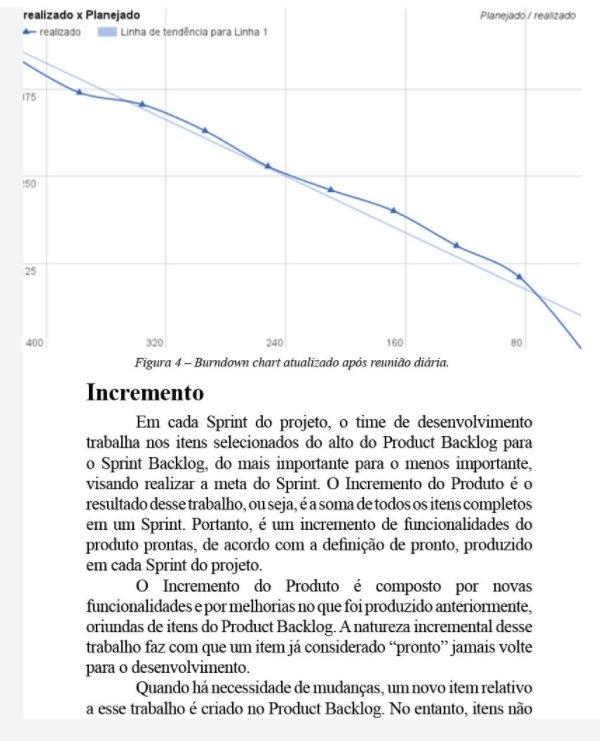 realizado x Planejado
Planejado / realizado
realizado
Linha de tendência para Linha 1
75
50
25
400 320 240 160 80
Figura 4 – Burndown chart atualizado após reunião diária.
Incremento
Em cada Sprint do projeto, o time de desenvolvimento
trabalha nos itens selecionados do alto do Product Backlog para
o Sprint Backlog, do mais importante para o menos importante,
visando realizar a meta do Sprint. O Incremento do Produto é o
resultado desse trabalho, ou seja, é a soma de todos os itens completos
em um Sprint. Portanto, é um incremento de funcionalidades do
produto prontas, de acordo com a definição de pronto, produzido
em cada Sprint do projeto.
O Incremento do Produto é composto por novas
funcionalidades e por melhorias no que foi produzido anteriormente,
oriundas de itens do Product Backlog. A natureza incremental desse
trabalho faz com que um item já considerado “pronto” jamais volte
para o desenvolvimento.
Quando há necessidade de mudanças, um novo item relativo
a esse trabalho é criado no Product Backlog. No entanto, itens não